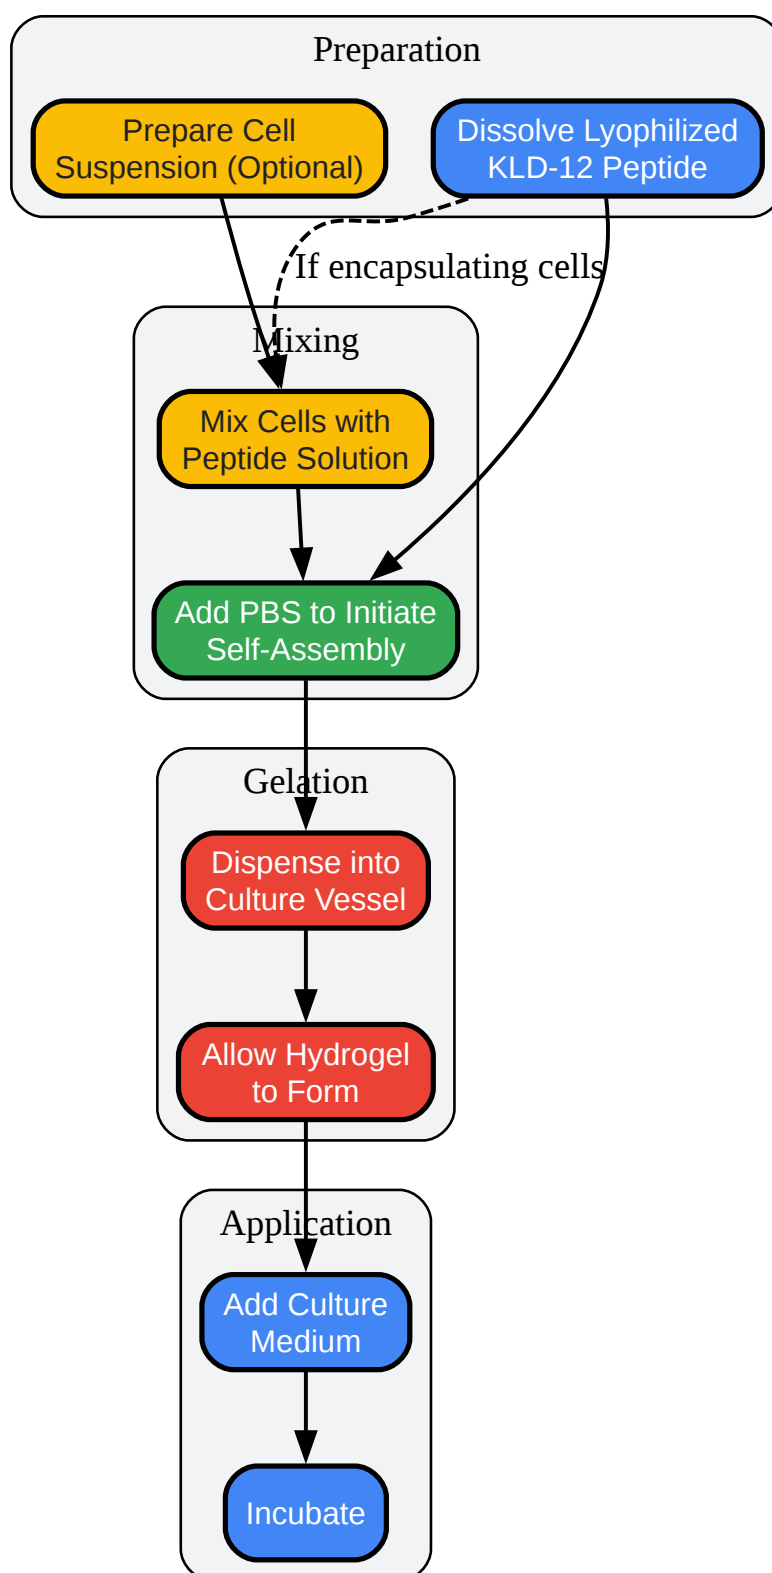 Preparation
Prepare Cell
Suspension (Optional)
Dissolve Lyophilized
KLD-12 Peptide
If encapsulating cells
Mixing
Mix Cells with
Peptide Solution
Add PBS to Initiate
Self-Assembly
Gelation
Dispense into
Culture Vessel
Allow Hydrogel
to Form
Application
Add Culture
Medium
Incubate